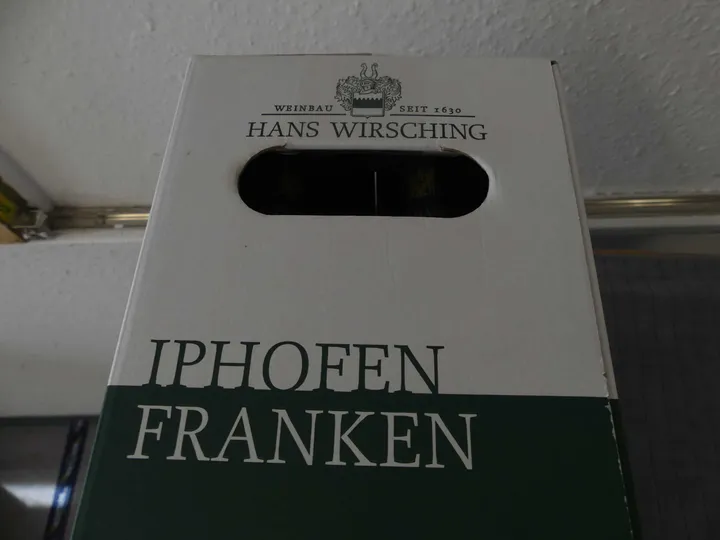 WEINBAU SEIT 1630
HANS WIRSCHING
IPHOFEN
FRANKEN